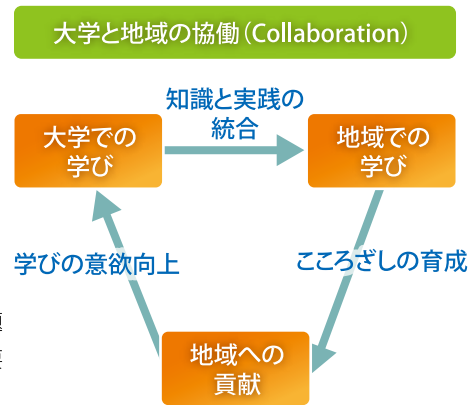 大学と地域の協働（Collaboration）
知識と実践の
統合
大学での
学び
地域での
学び
学びの意欲向上
こころざしの育成
地域への
貢献